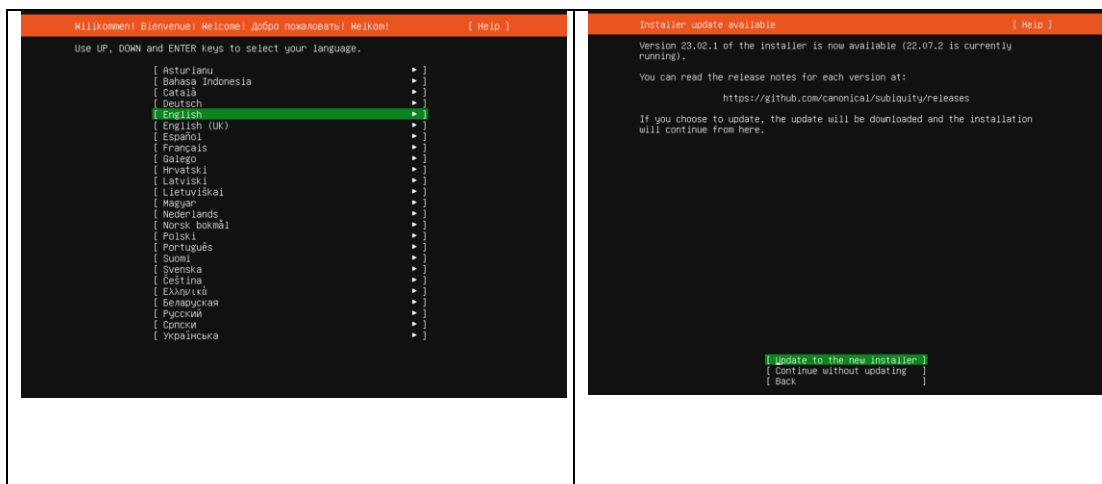 Willkommen! Bienvenue! Welcome! Добро пожаловать! Welkom! [ Help ]
Use UP, DOWN and ENTER keys to select your language.
[ Asturianu ► ]
[ Bahasa Indonesia ► ]
[ Català ► ]
[ Deutsch ► ]
[ English ► ]
[ English (UK) ► ]
[ Español ► ]
[ Français ► ]
[ Galego ► ]
[ Hrvatski ► ]
[ Latviski ► ]
[ Lietuviškai ► ]
[ Magyar ► ]
[ Nederlands ► ]
[ Norsk bokmål ► ]
[ Polski ► ]
[ Português ► ]
[ Suomi ► ]
[ Svenska ► ]
[ Čeština ► ]
[ Ελληνικά ► ]
[ Беларуская ► ]
[ Русский ► ]
[ Српски ► ]
[ Українська ► ]
Installer update available [ Help ]
Version 23.02.1 of the installer is now available (22.07.2 is currently
running).
You can read the release notes for each version at:
https://github.com/canonical/subiquity/releases
If you choose to update, the update will be downloaded and the installation
will continue from here.
[ Update to the new installer ]
[ Continue without updating ]
[ Back ]